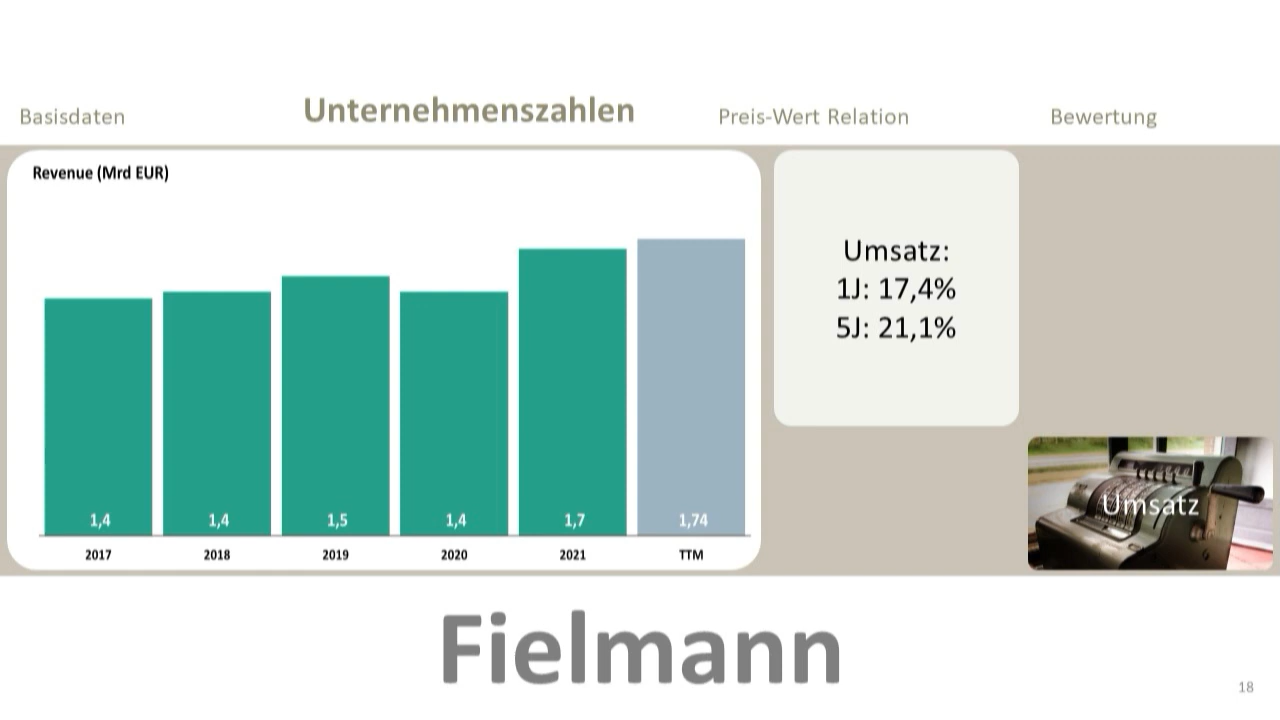 Basisdaten
Unternehmenszahlen
Preis-Wert Relation
Bewertung
Revenue (Mrd EUR)
1,4
1,4
1,5
1,4
1,7
1,74
2017
2018
2019
2020
2021
TTM
Umsatz:
1J: 17,4%
5J: 21,1%
Umsatz
Fielmann
18